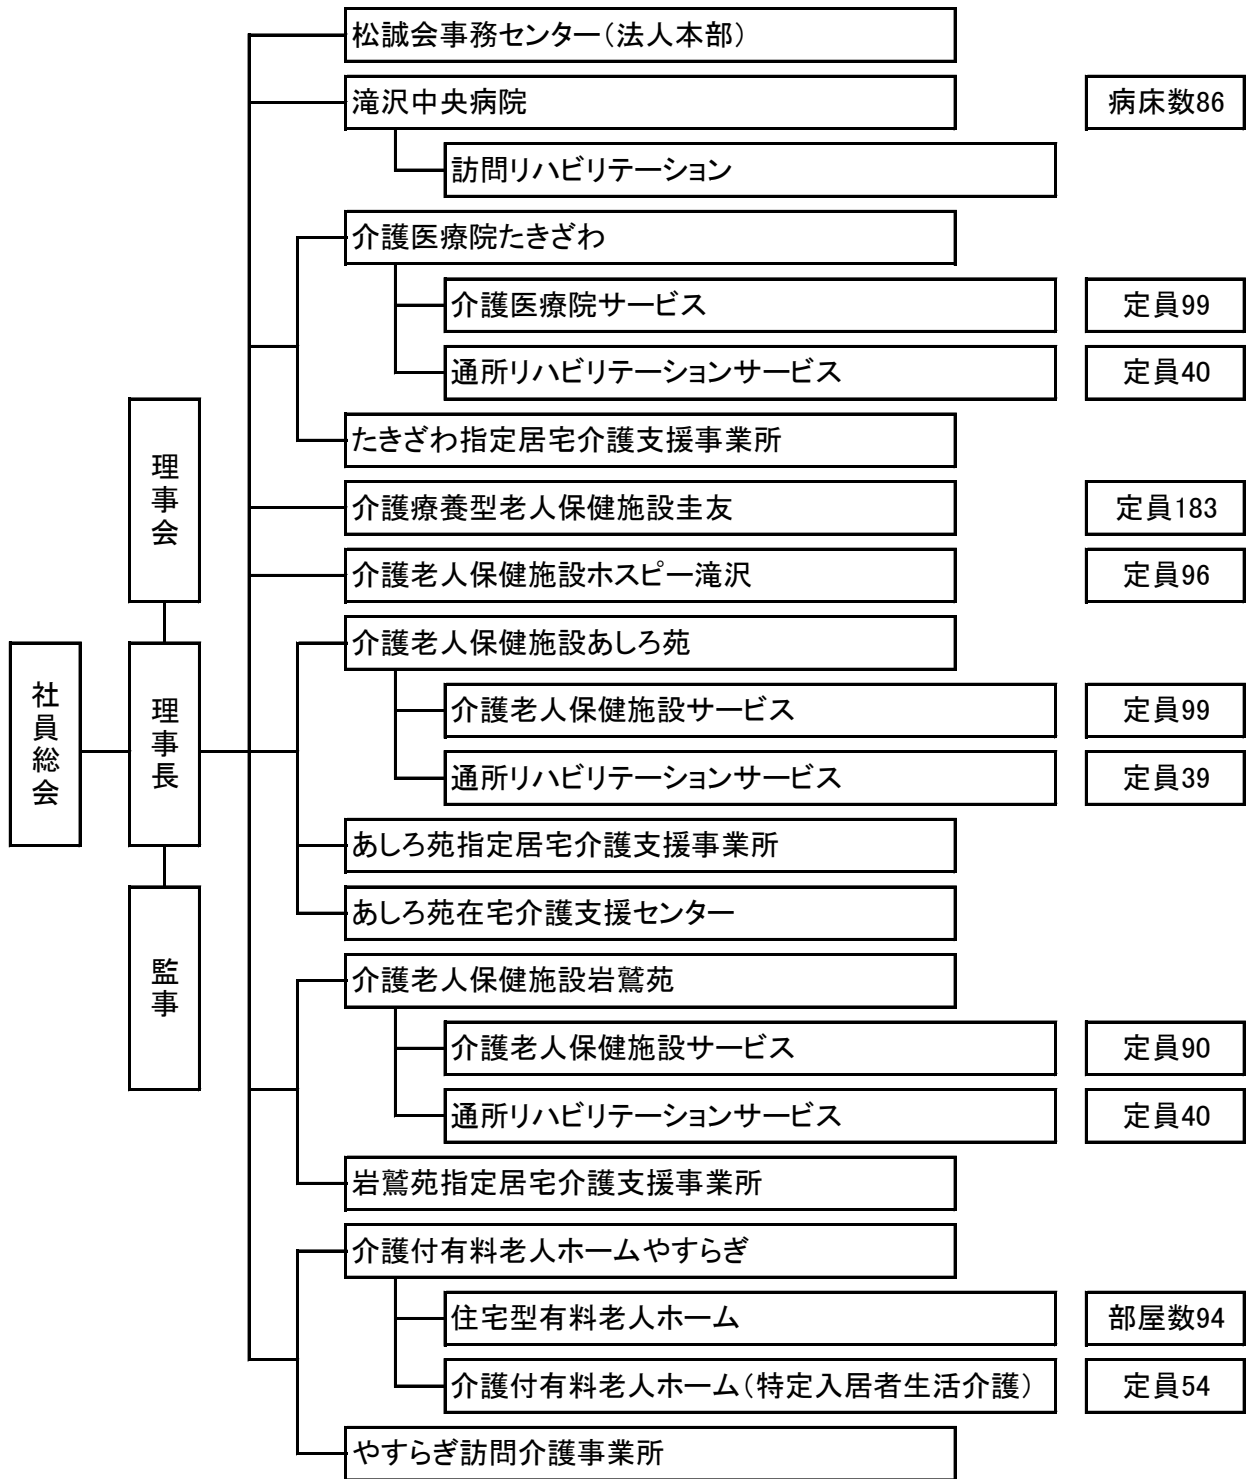 松誠会事務センター（法人本部）
滝沢中央病院
病床数86
訪問リハビリテーション
介護医療院たきざわ
介護医療院サービス
定員99
通所リハビリテーションサービス
定員40
たきざわ指定居宅介護支援事業所
介護療養型老人保健施設圭友
定員183
介護老人保健施設ホスピー滝沢
定員96
理事会
社員総会
理事長
監事
介護老人保健施設あしろ苑
介護老人保健施設サービス
定員99
通所リハビリテーションサービス
定員39
あしろ苑指定居宅介護支援事業所
あしろ苑在宅介護支援センター
介護老人保健施設岩鷲苑
介護老人保健施設サービス
定員90
通所リハビリテーションサービス
定員40
岩鷲苑指定居宅介護支援事業所
介護付有料老人ホームやすらぎ
住宅型有料老人ホーム
部屋数94
介護付有料老人ホーム（特定入居者生活介護）
定員54
やすらぎ訪問介護事業所